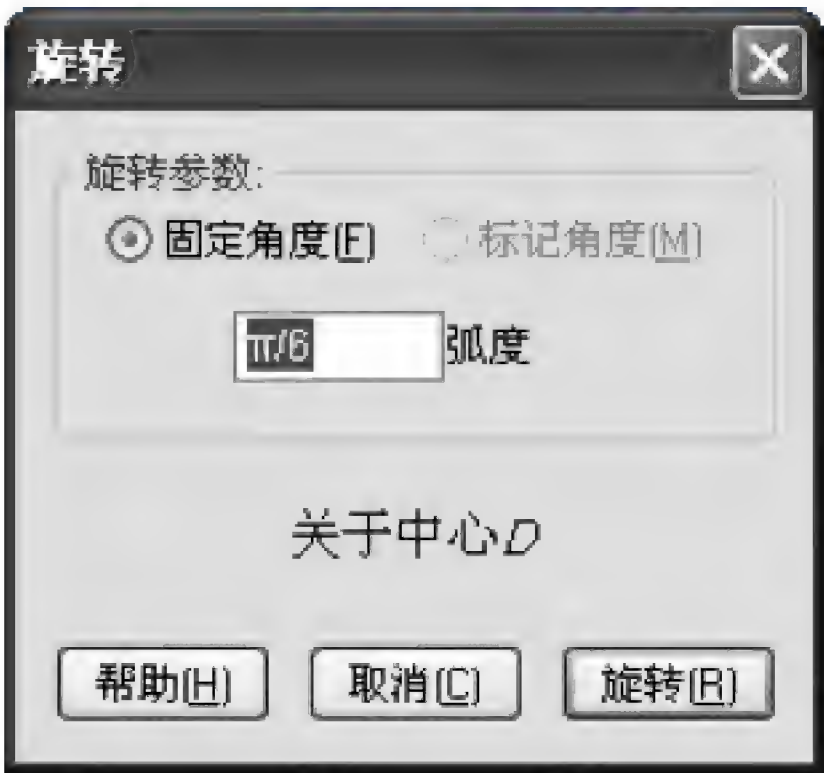 旋转
旋转参数:
固定角度(F) 标记角度(M)
π/6 弧度
关于中心D
帮助(H) 取消(C) 旋转(R)